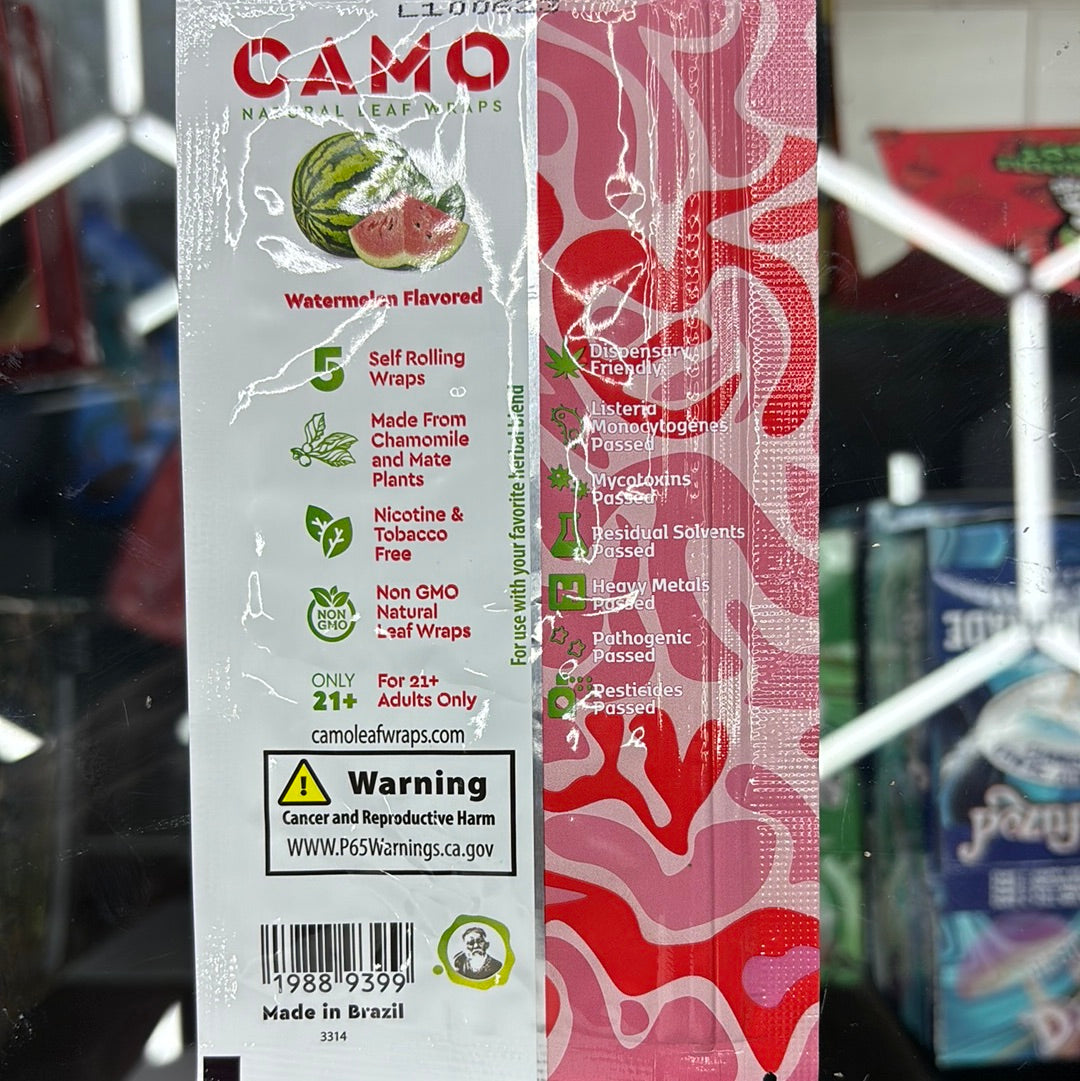 CAMO
NATURAL LEAF WRAPS
Watermelon Flavored
5
Self Rolling
Wraps
Made From
Chamomile
and Mate
Plants
Nicotine &
Tobacco
Free
NON
GMO
Non GMO
Natural
Leaf Wraps
ONLY
21+
For 21+
Adults Only
camoleafwraps.com
Warning
Cancer and Reproductive Harm
WWW.P65Warnings.ca.gov
1988 9399
Made in Brazil
3314
For use with your favorite herbal blend
Dispensary
Friendly
Listeria
Monocytogenes
Passed
Mycotoxins
Passed
Residual Solvents
Passed
Heavy Metals
Passed
Pathogenic
Passed
Pesticides
Passed